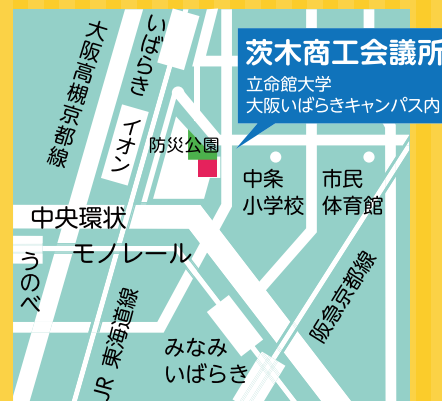 大阪高槻京都線
いばらき
茨木商工会議所
立命館大学
大阪いばらきキャンパス内
イオン
防災公園
中条
小学校
市民
体育館
中央環状
モノレール
うのべ
JR 東海道線
阪急京都線
みなみ
いばらき